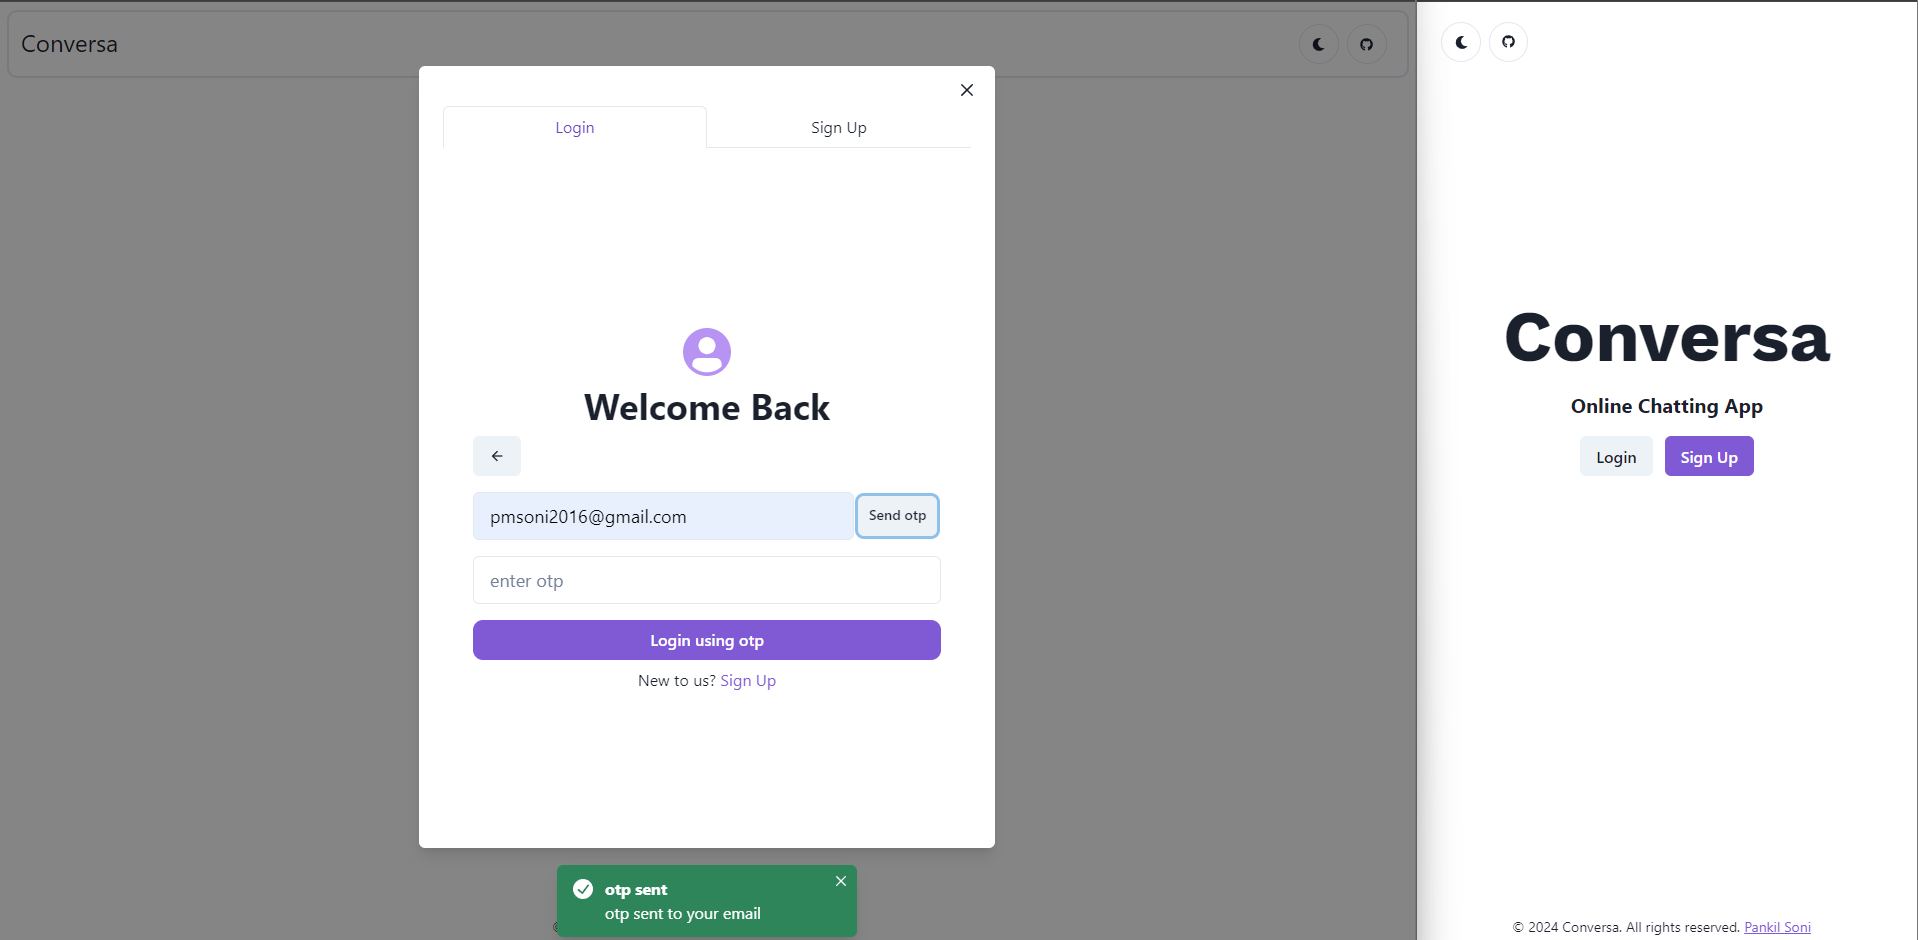 Conversa
Login
Sign Up
Welcome Back
pmsoni2016@gmail.com
Send otp
enter otp
Login using otp
New to us? Sign Up
otp sent
otp sent to your email
©
Conversa
Online Chatting App
Login
Sign Up
© 2024 Conversa. All rights reserved. Pankil Soni